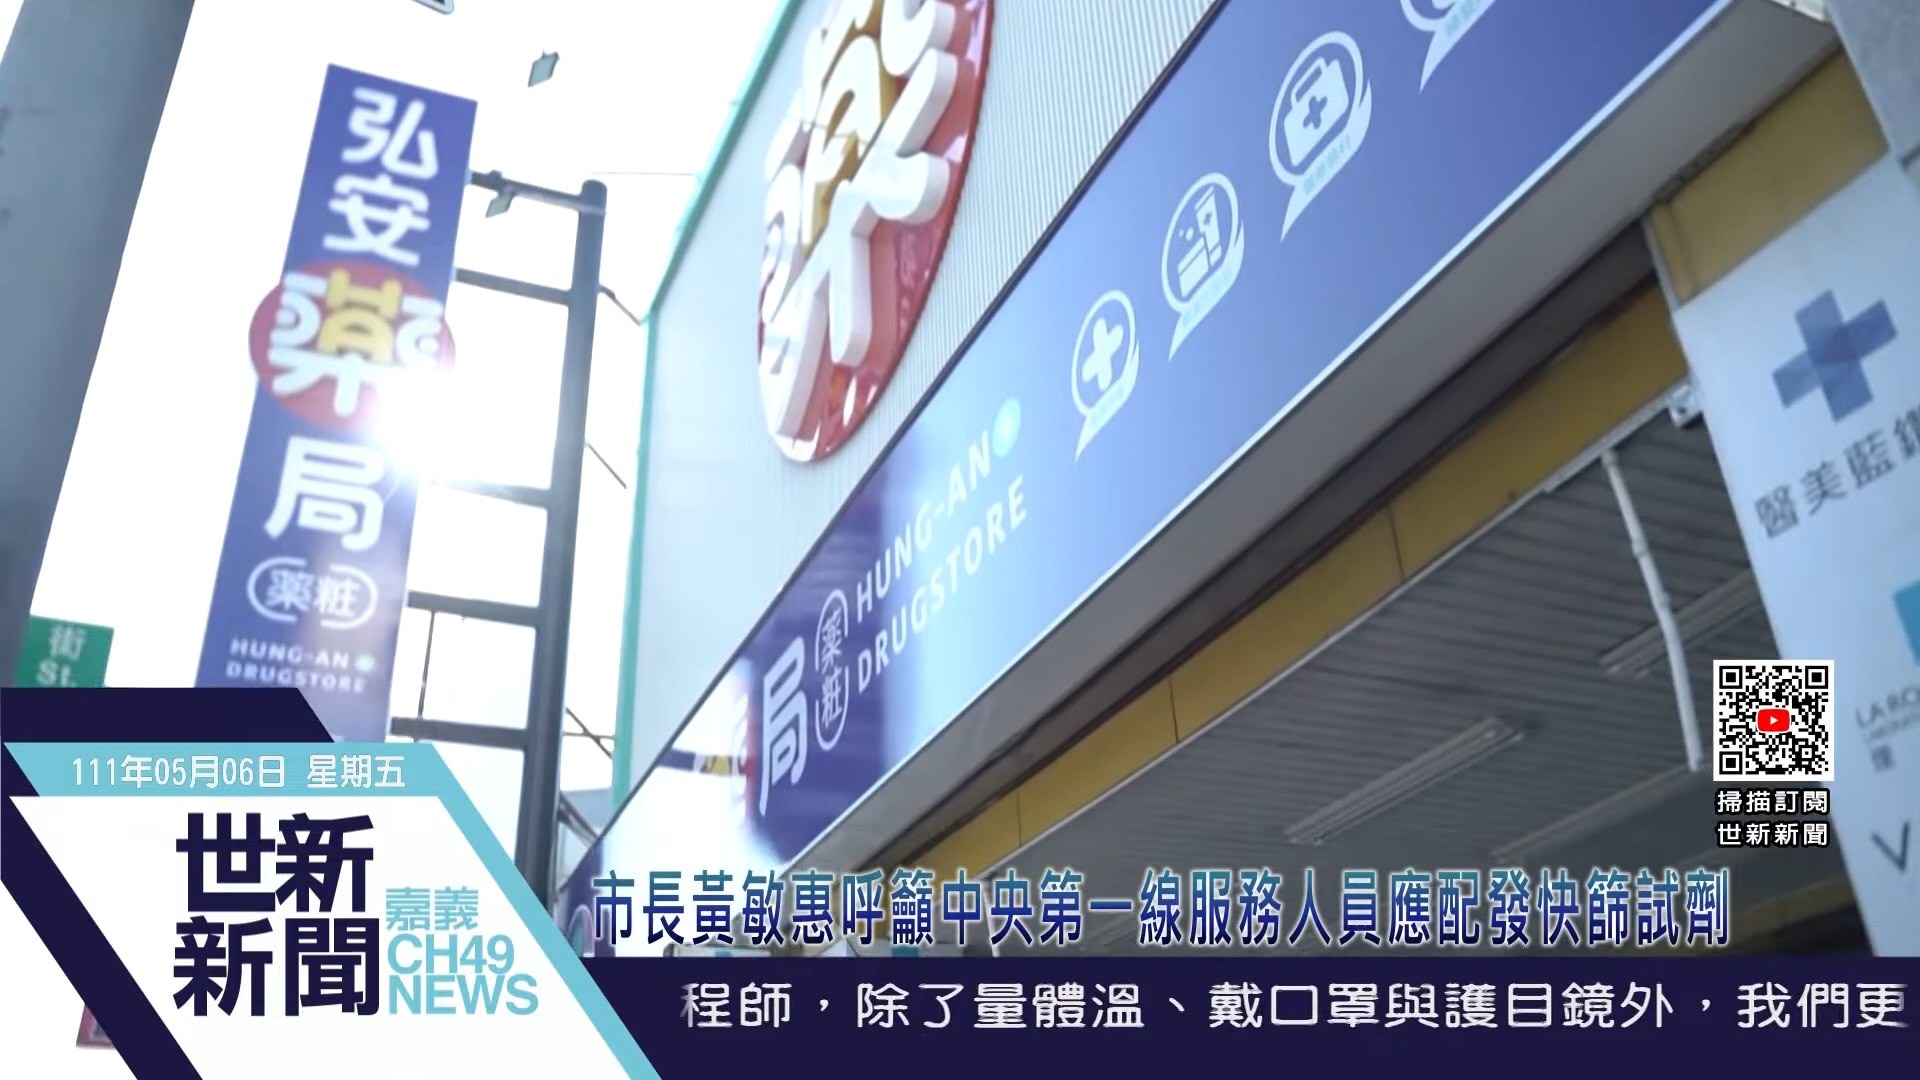 弘安藥局
藥粧
HUNG-AN
DRUGSTORE
街
St.
藥
局
藥粧
HUNG-AN
DRUGSTORE
醫美藍
LA RO
V
掃描訂閱
世新新聞
111年05月06日 星期五
世新
新聞
嘉義
CH49
NEWS
市長黃敏惠呼籲中央第一線服務人員應配發快篩試劑
程師，除了量體溫、戴口罩與護目鏡外，我們更